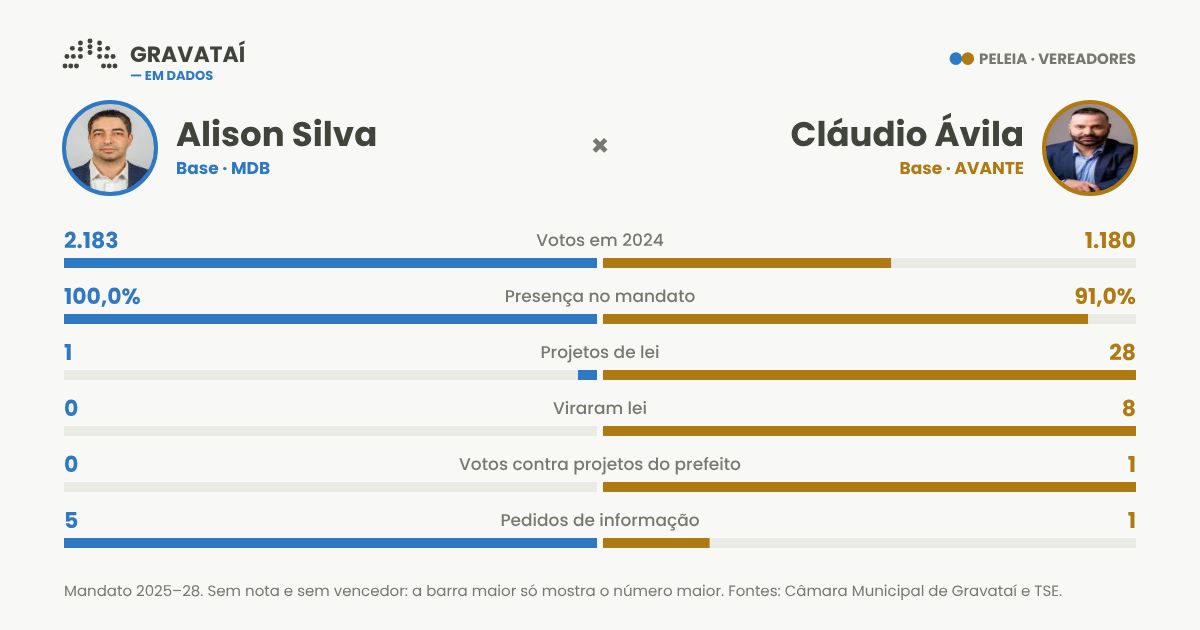 GRAVATAÍ
— EM DADOS
PELEIA · VEREADORES
Alison Silva
Base · MDB
×
Cláudio Ávila
Base · AVANTE
2.183 Votos em 2024 1.180
100,0% Presença no mandato 91,0%
1 Projetos de lei 28
0 Viraram lei 8
0 Votos contra projetos do prefeito 1
5 Pedidos de informação 1
Mandato 2025–28. Sem nota e sem vencedor: a barra maior só mostra o número maior. Fontes: Câmara Municipal de Gravataí e TSE.